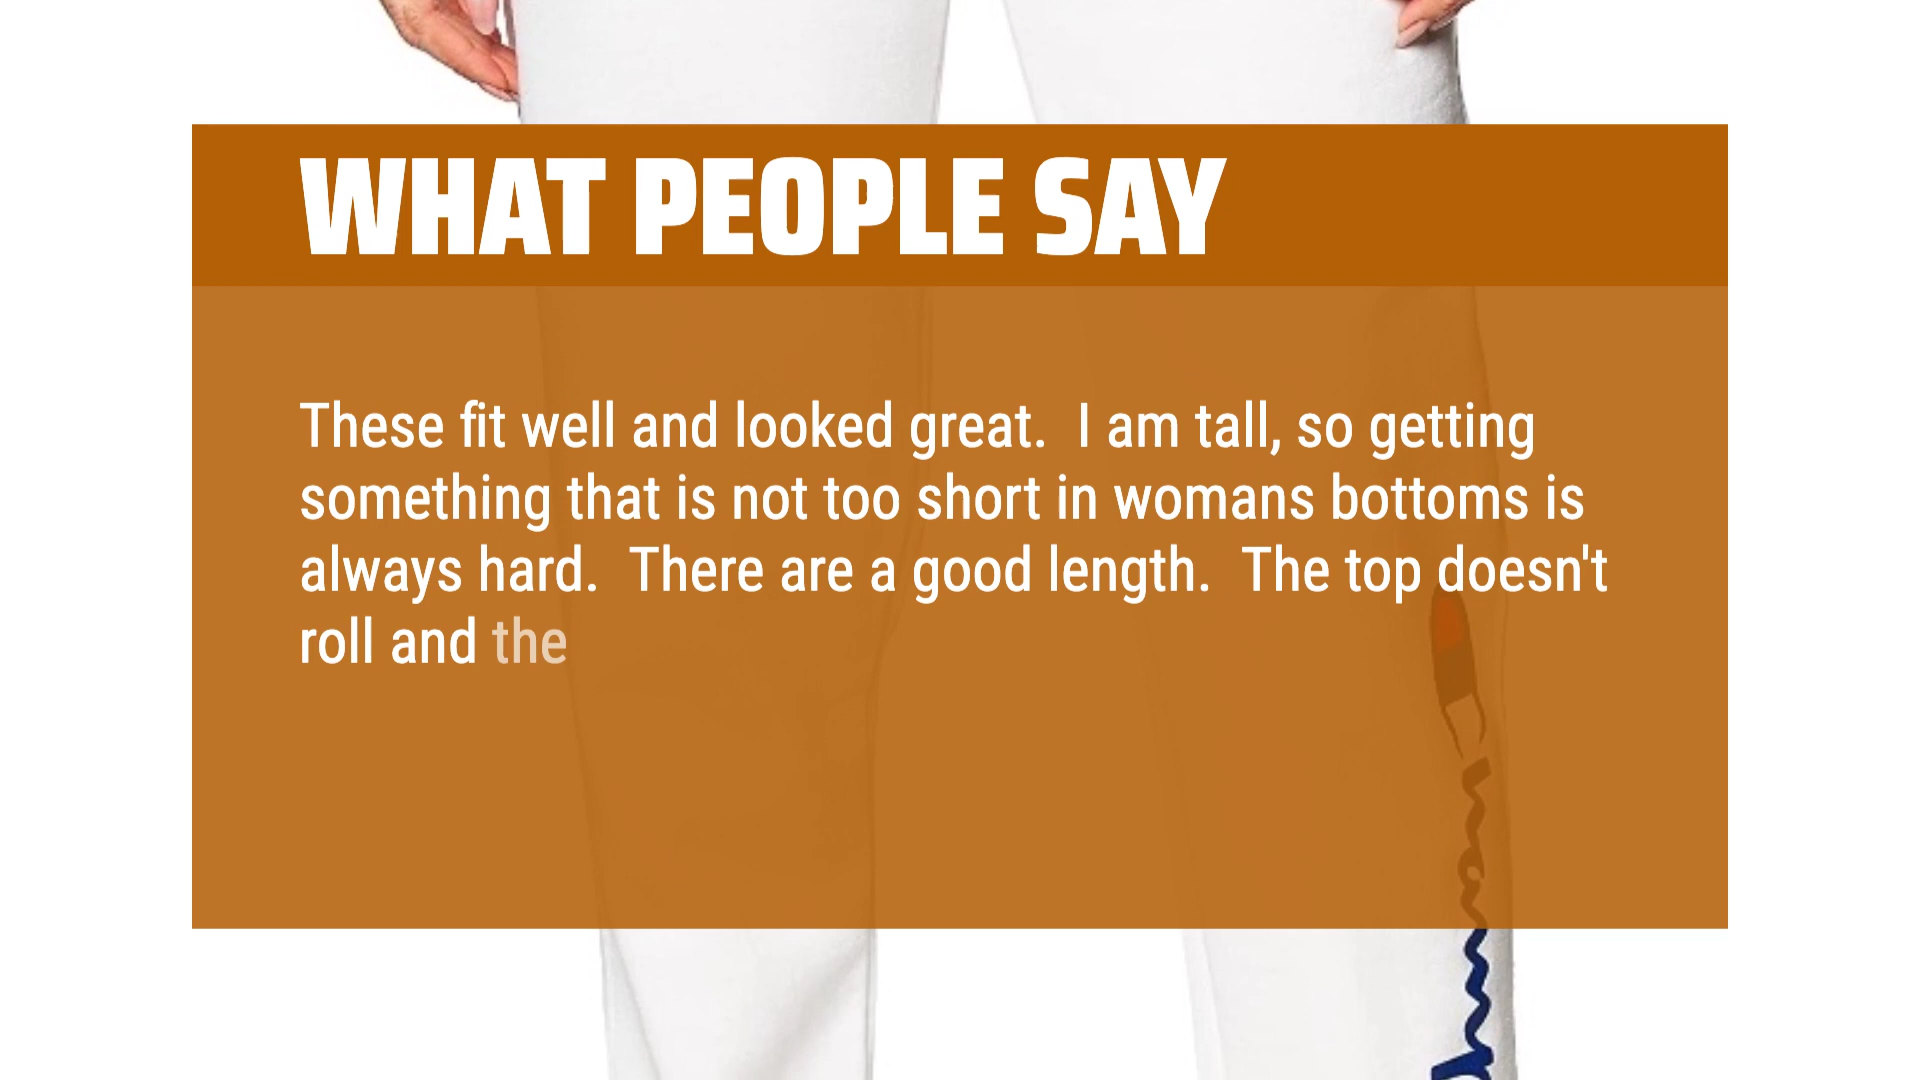 WHAT PEOPLE SAY
These fit well and looked great.  I am tall, so getting
something that is not too short in womans bottoms is
always hard.  There are a good length.  The top doesn't
roll and the
Champ